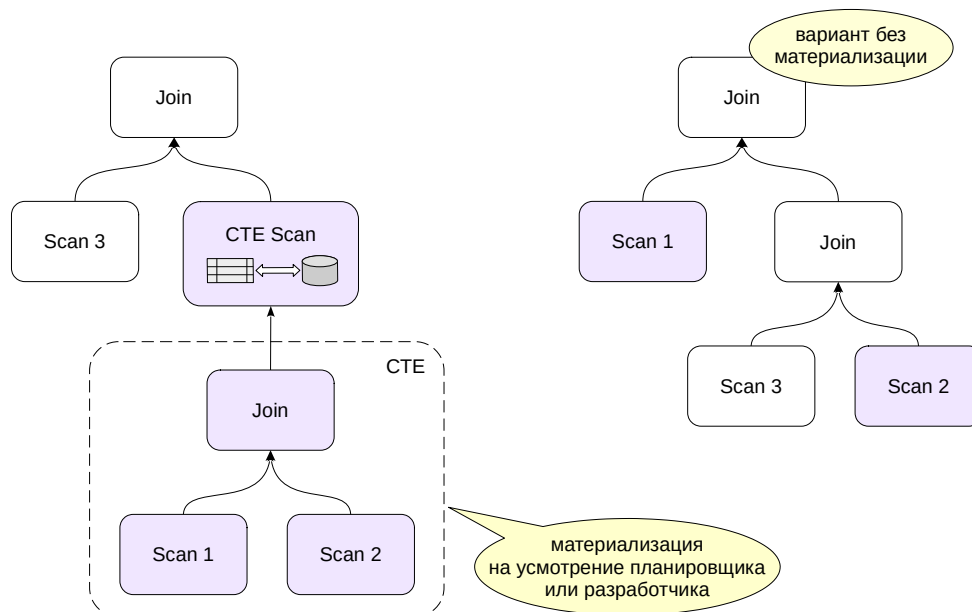 вариант без
материализации
Join
Join
Scan 3
CTE Scan
Scan 1
Join
CTE
Join
Scan 3
Scan 2
Scan 1
Scan 2
материализация
на усмотрение планировщика
или разработчика